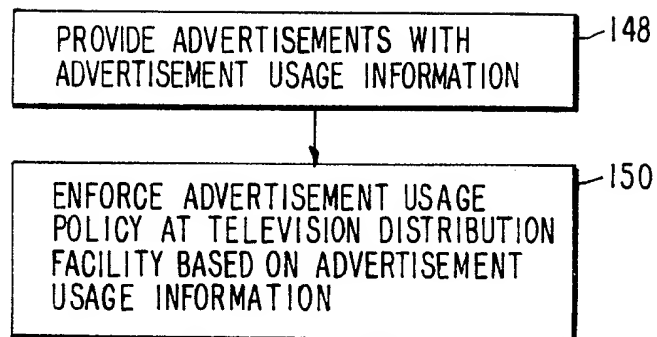 PROVIDE ADVERTISEMENTS WITH
ADVERTISEMENT USAGE INFORMATION
148
ENFORCE ADVERTISEMENT USAGE
POLICY AT TELEVISION DISTRIBUTION
FACILITY BASED ON ADVERTISEMENT
USAGE INFORMATION
150